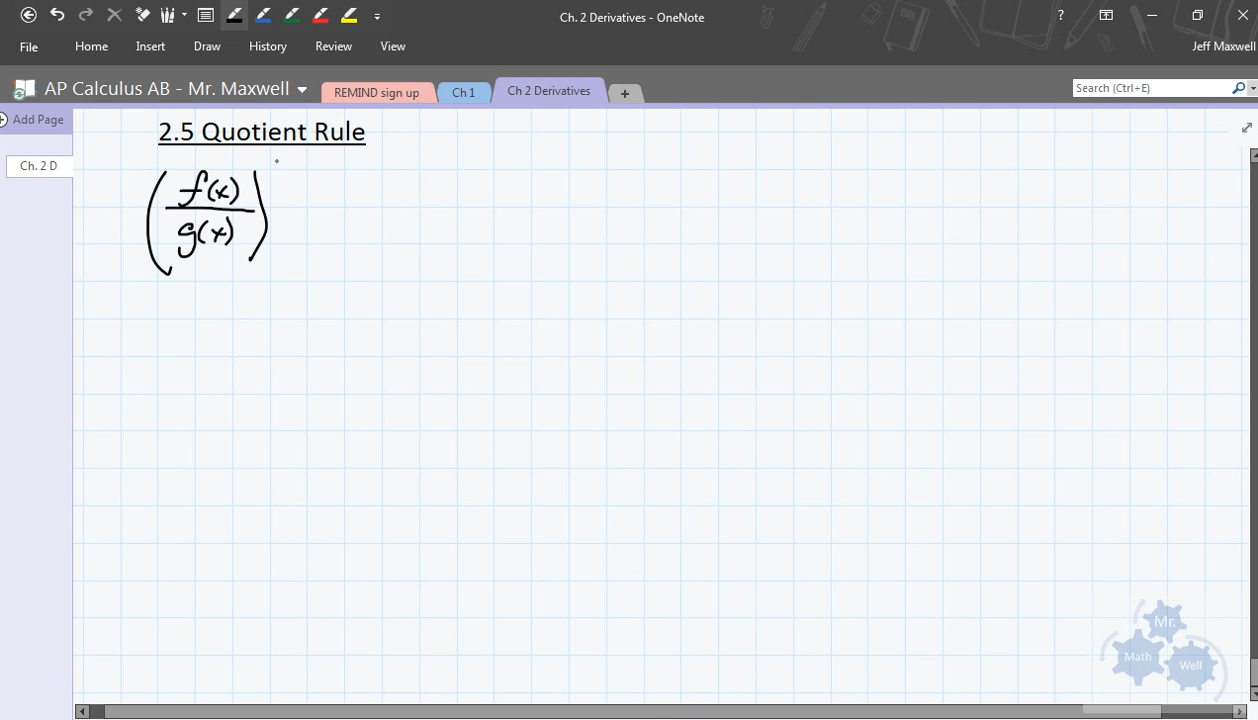 Ch. 2 Derivatives - OneNote
?
File Home Insert Draw History Review View
Jeff Maxwell
AP Calculus AB - Mr. Maxwell
REMIND sign up
Ch 1
Ch 2 Derivatives
+
Search (Ctrl+E)
Add Page
Ch. 2 D
2.5 Quotient Rule
(f(x)
g(x))
Mr.
Math
Well